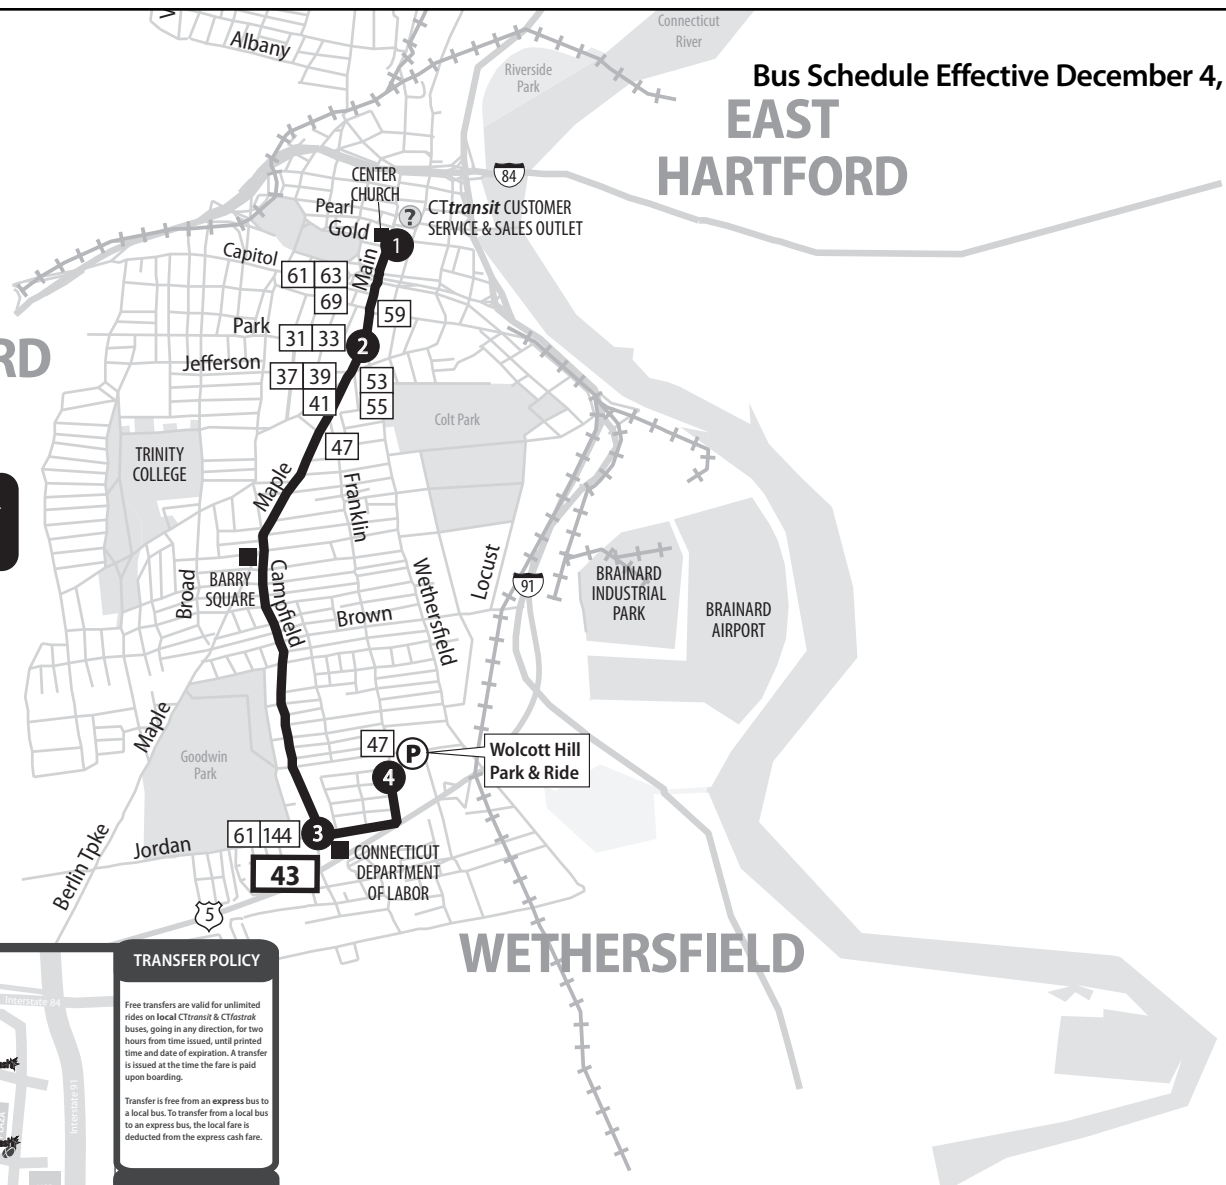 Albany
Connecticut
River
Riverside
Park
Bus Schedule Effective December 4,
EAST
HARTFORD
84
CENTER
CHURCH
Pearl
Gold
?
CTtransit CUSTOMER
SERVICE & SALES OUTLET
1
Capitol
Main
61 63
69
59
Park
31 33
2
RD
Jefferson
37 39
41
53
55
Colt Park
47
TRINITY
COLLEGE
Maple
Franklin
Locust
91
Broad
BARRY
SQUARE
Campfield
Brown
Wethersfield
BRAINARD
INDUSTRIAL
PARK
BRAINARD
AIRPORT
Maple
Goodwin
Park
47
P
Wolcott Hill
Park & Ride
4
61 144
3
Jordan
43
CONNECTICUT
DEPARTMENT
OF LABOR
Berlin Tpke
5
WETHERSFIELD
TRANSFER POLICY
Interstate 84
Free transfers are valid for unlimited
rides on local CTtransit & CTfastrak
buses, going in any direction, for two
hours from time issued, until printed
time and date of expiration. A transfer
is issued at the time the fare is paid
upon boarding.
Transfer is free from an express bus to
a local bus. To transfer from a local bus
to an express bus, the local fare is
deducted from the express cash fare.
Interstate 91